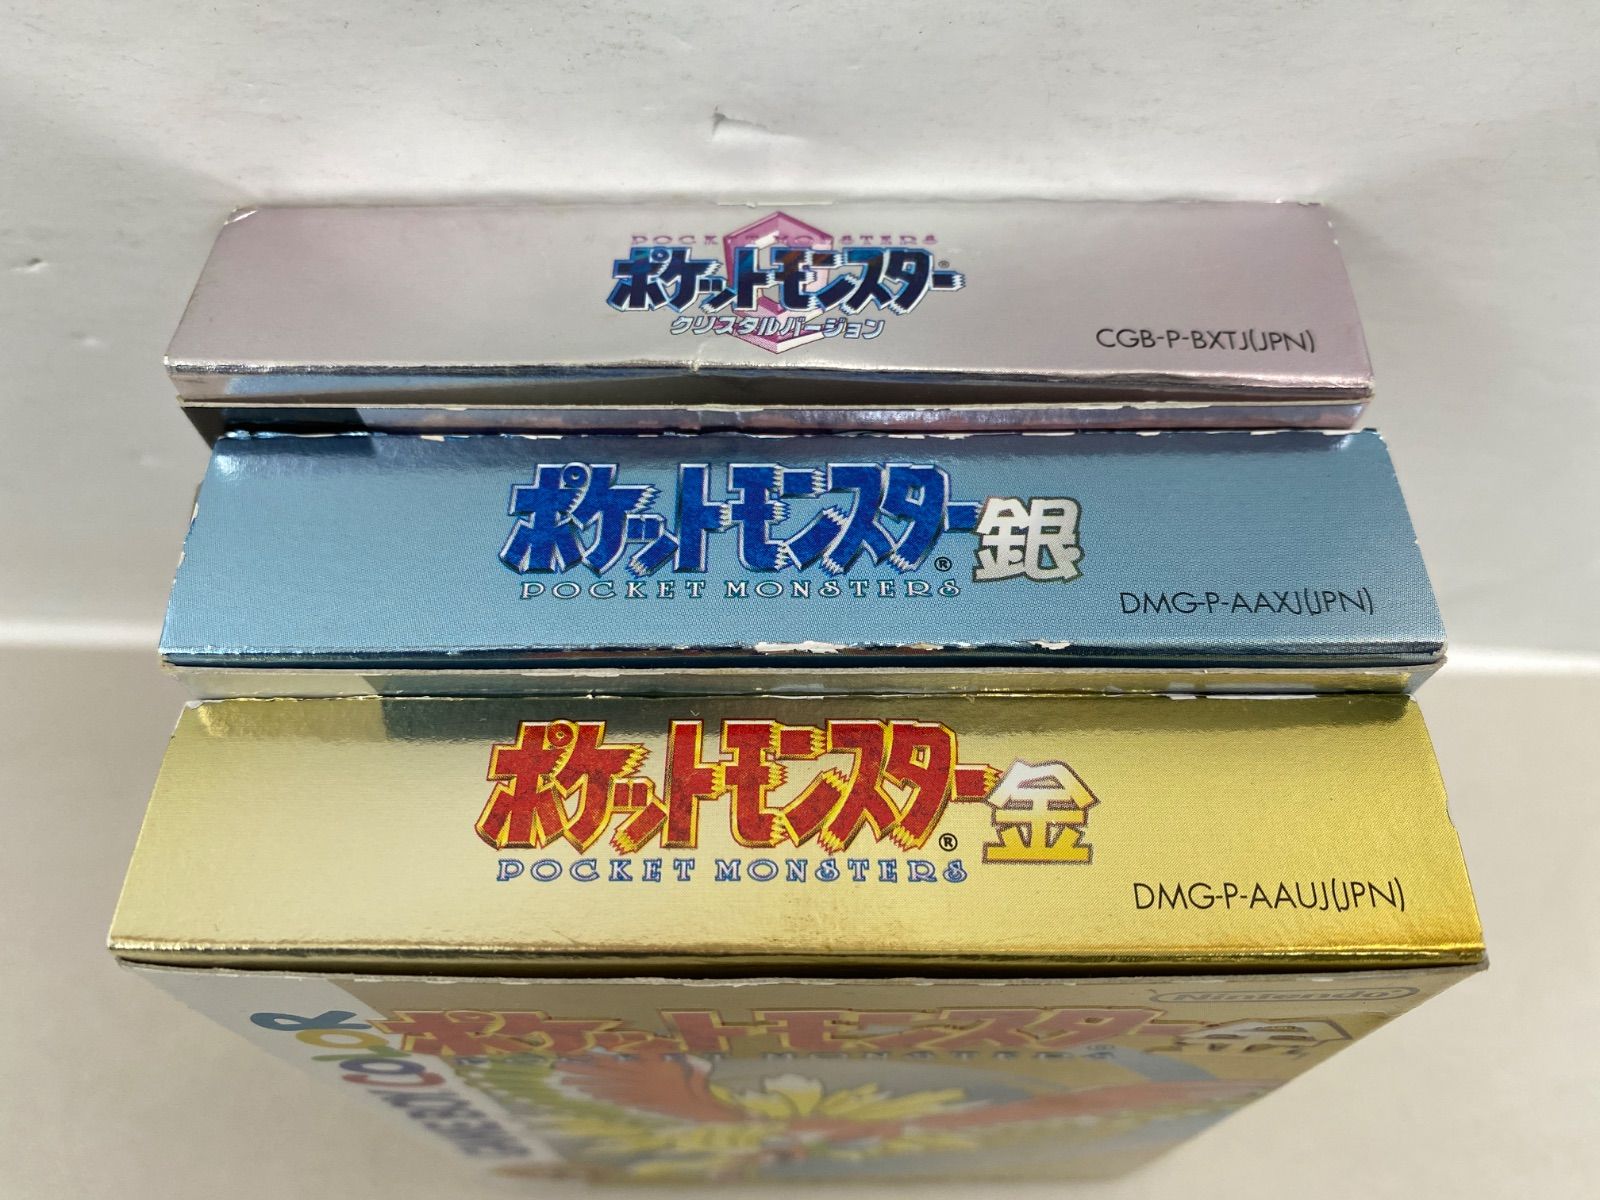 POCKET MONSTERS
ポケットモンスター®
クリスタルバージョン
CGB-P-BXTJ(JPN)
ポケットモンスター®銀
POCKET MONSTERS
DMG-P-AAXJ(JPN)
ポケットモンスター®金
POCKET MONSTERS
DMG-P-AAUJ(JPN)
Nintendo®
ポケットモンスター金
POCKET MONSTERS®
GAME BOY COLOR